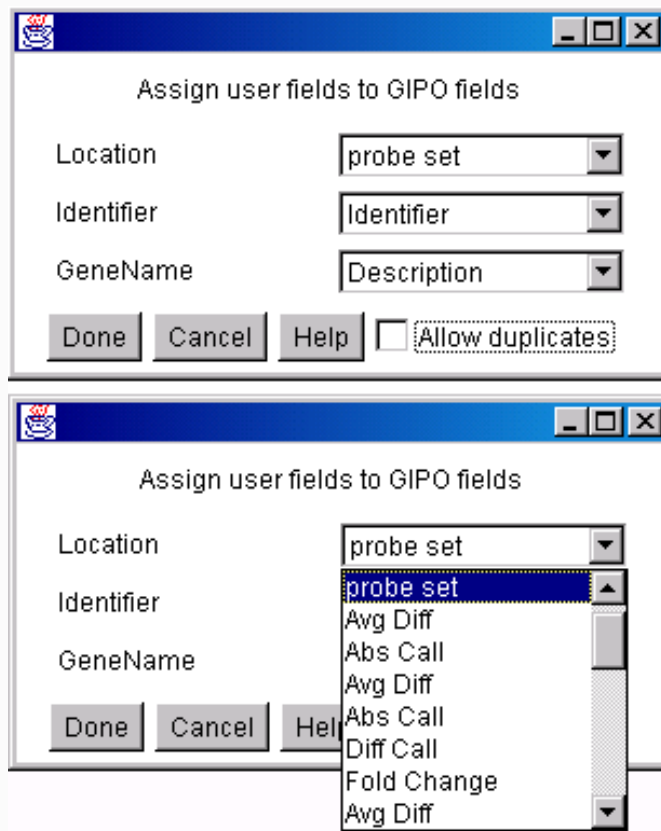 Assign user fields to GIPO fields
Location probe set
Identifier Identifier
GeneName Description
Done Cancel Help Allow duplicates
Assign user fields to GIPO fields
Location probe set
probe set
Identifier
Avg Diff
Abs Call
GeneName
Avg Diff
Done Cancel Hel Abs Call
Diff Call
Fold Change
Avg Diff